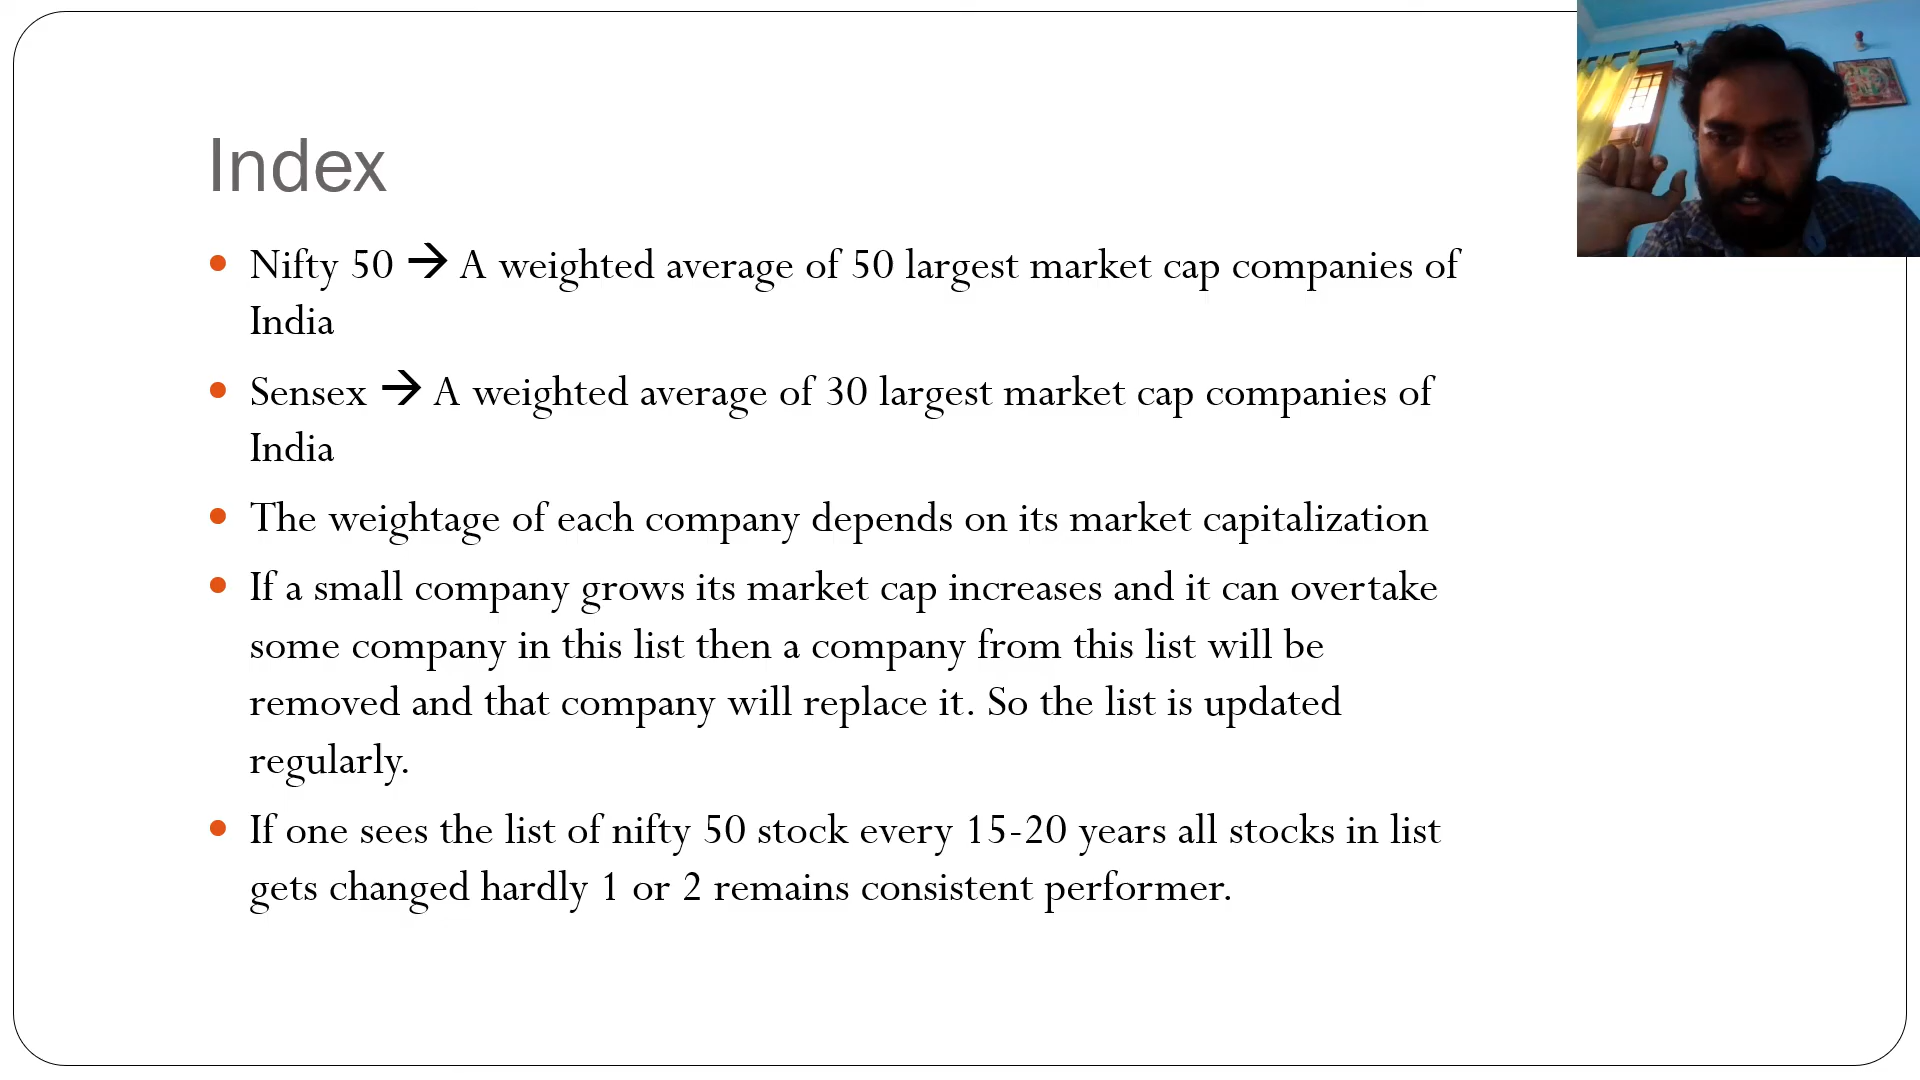 Index
• Nifty 50 → A weighted average of 50 largest market cap companies of
India
• Sensex → A weighted average of 30 largest market cap companies of
India
• The weightage of each company depends on its market capitalization
• If a small company grows its market cap increases and it can overtake
some company in this list then a company from this list will be
removed and that company will replace it. So the list is updated
regularly.
• If one sees the list of nifty 50 stock every 15-20 years all stocks in list
gets changed hardly 1 or 2 remains consistent performer.